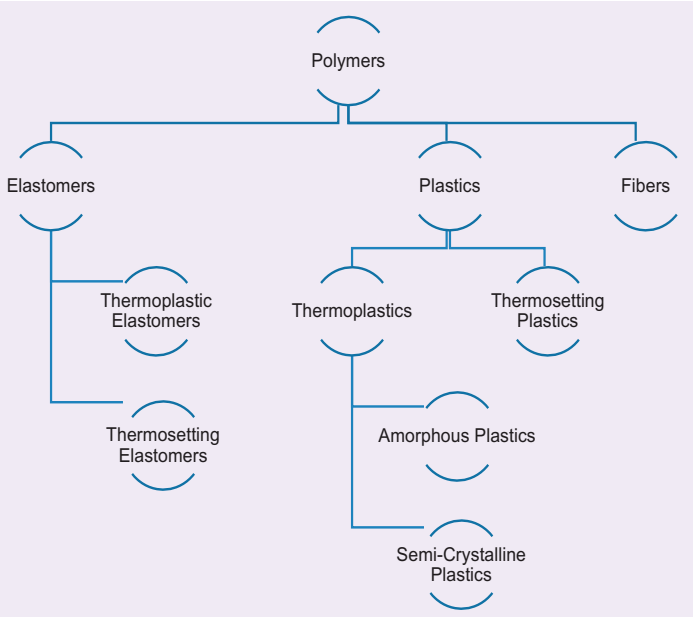 Polymers
Elastomers
Plastics
Fibers
Thermoplastic
Elastomers
Thermoplastics
Thermosetting
Plastics
Thermosetting
Elastomers
Amorphous Plastics
Semi-Crystalline
Plastics